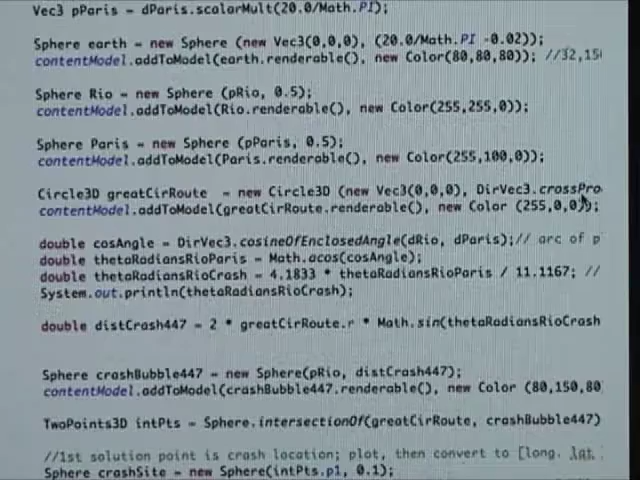 Vec3 pParis = dParis.scalarMult(20.0/Math.PI);
Sphere earth = new Sphere (new Vec3(0,0,0), (20.0/Math.PI -0.02));
contentModel.addToModel(earth.renderable(), new Color(80,80,80)); //32,15
Sphere Rio = new Sphere (pRio, 0.5);
contentModel.addToModel(Rio.renderable(), new Color(255,255,0));
Sphere Paris = new Sphere (pParis, 0.5);
contentModel.addToModel(Paris.renderable(), new Color(255,100,0));
Circle3D greatCirRoute = new Circle3D (new Vec3(0,0,0), DirVec3.crossPro
contentModel.addToModel(greatCirRoute.renderable(), new Color (255,0,0));
double cosAngle = DirVec3.cosineOfEnclosedAngle(dRio, dParis);// arc of p
double thetaRadiansRioParis = Math.acos(cosAngle);
double thetaRadiansRioCrash = 4.1833 * thetaRadiansRioParis / 11.1167; //
System.out.println(thetaRadiansRioCrash);
double distCrash447 = 2 * greatCirRoute.r * Math.sin(thetaRadiansRioCrash
Sphere crashBubble447 = new Sphere(pRio, distCrash447);
contentModel.addToModel(crashBubble447.renderable(), new Color (80,150,80
TwoPoints3D intPts = Sphere.intersectionOf(greatCirRoute, crashBubble447)
//1st solution point is crash location; plot, then convert to [long. lat.
Sphere crashSite = new Sphere(intPts.p1, 0.1);